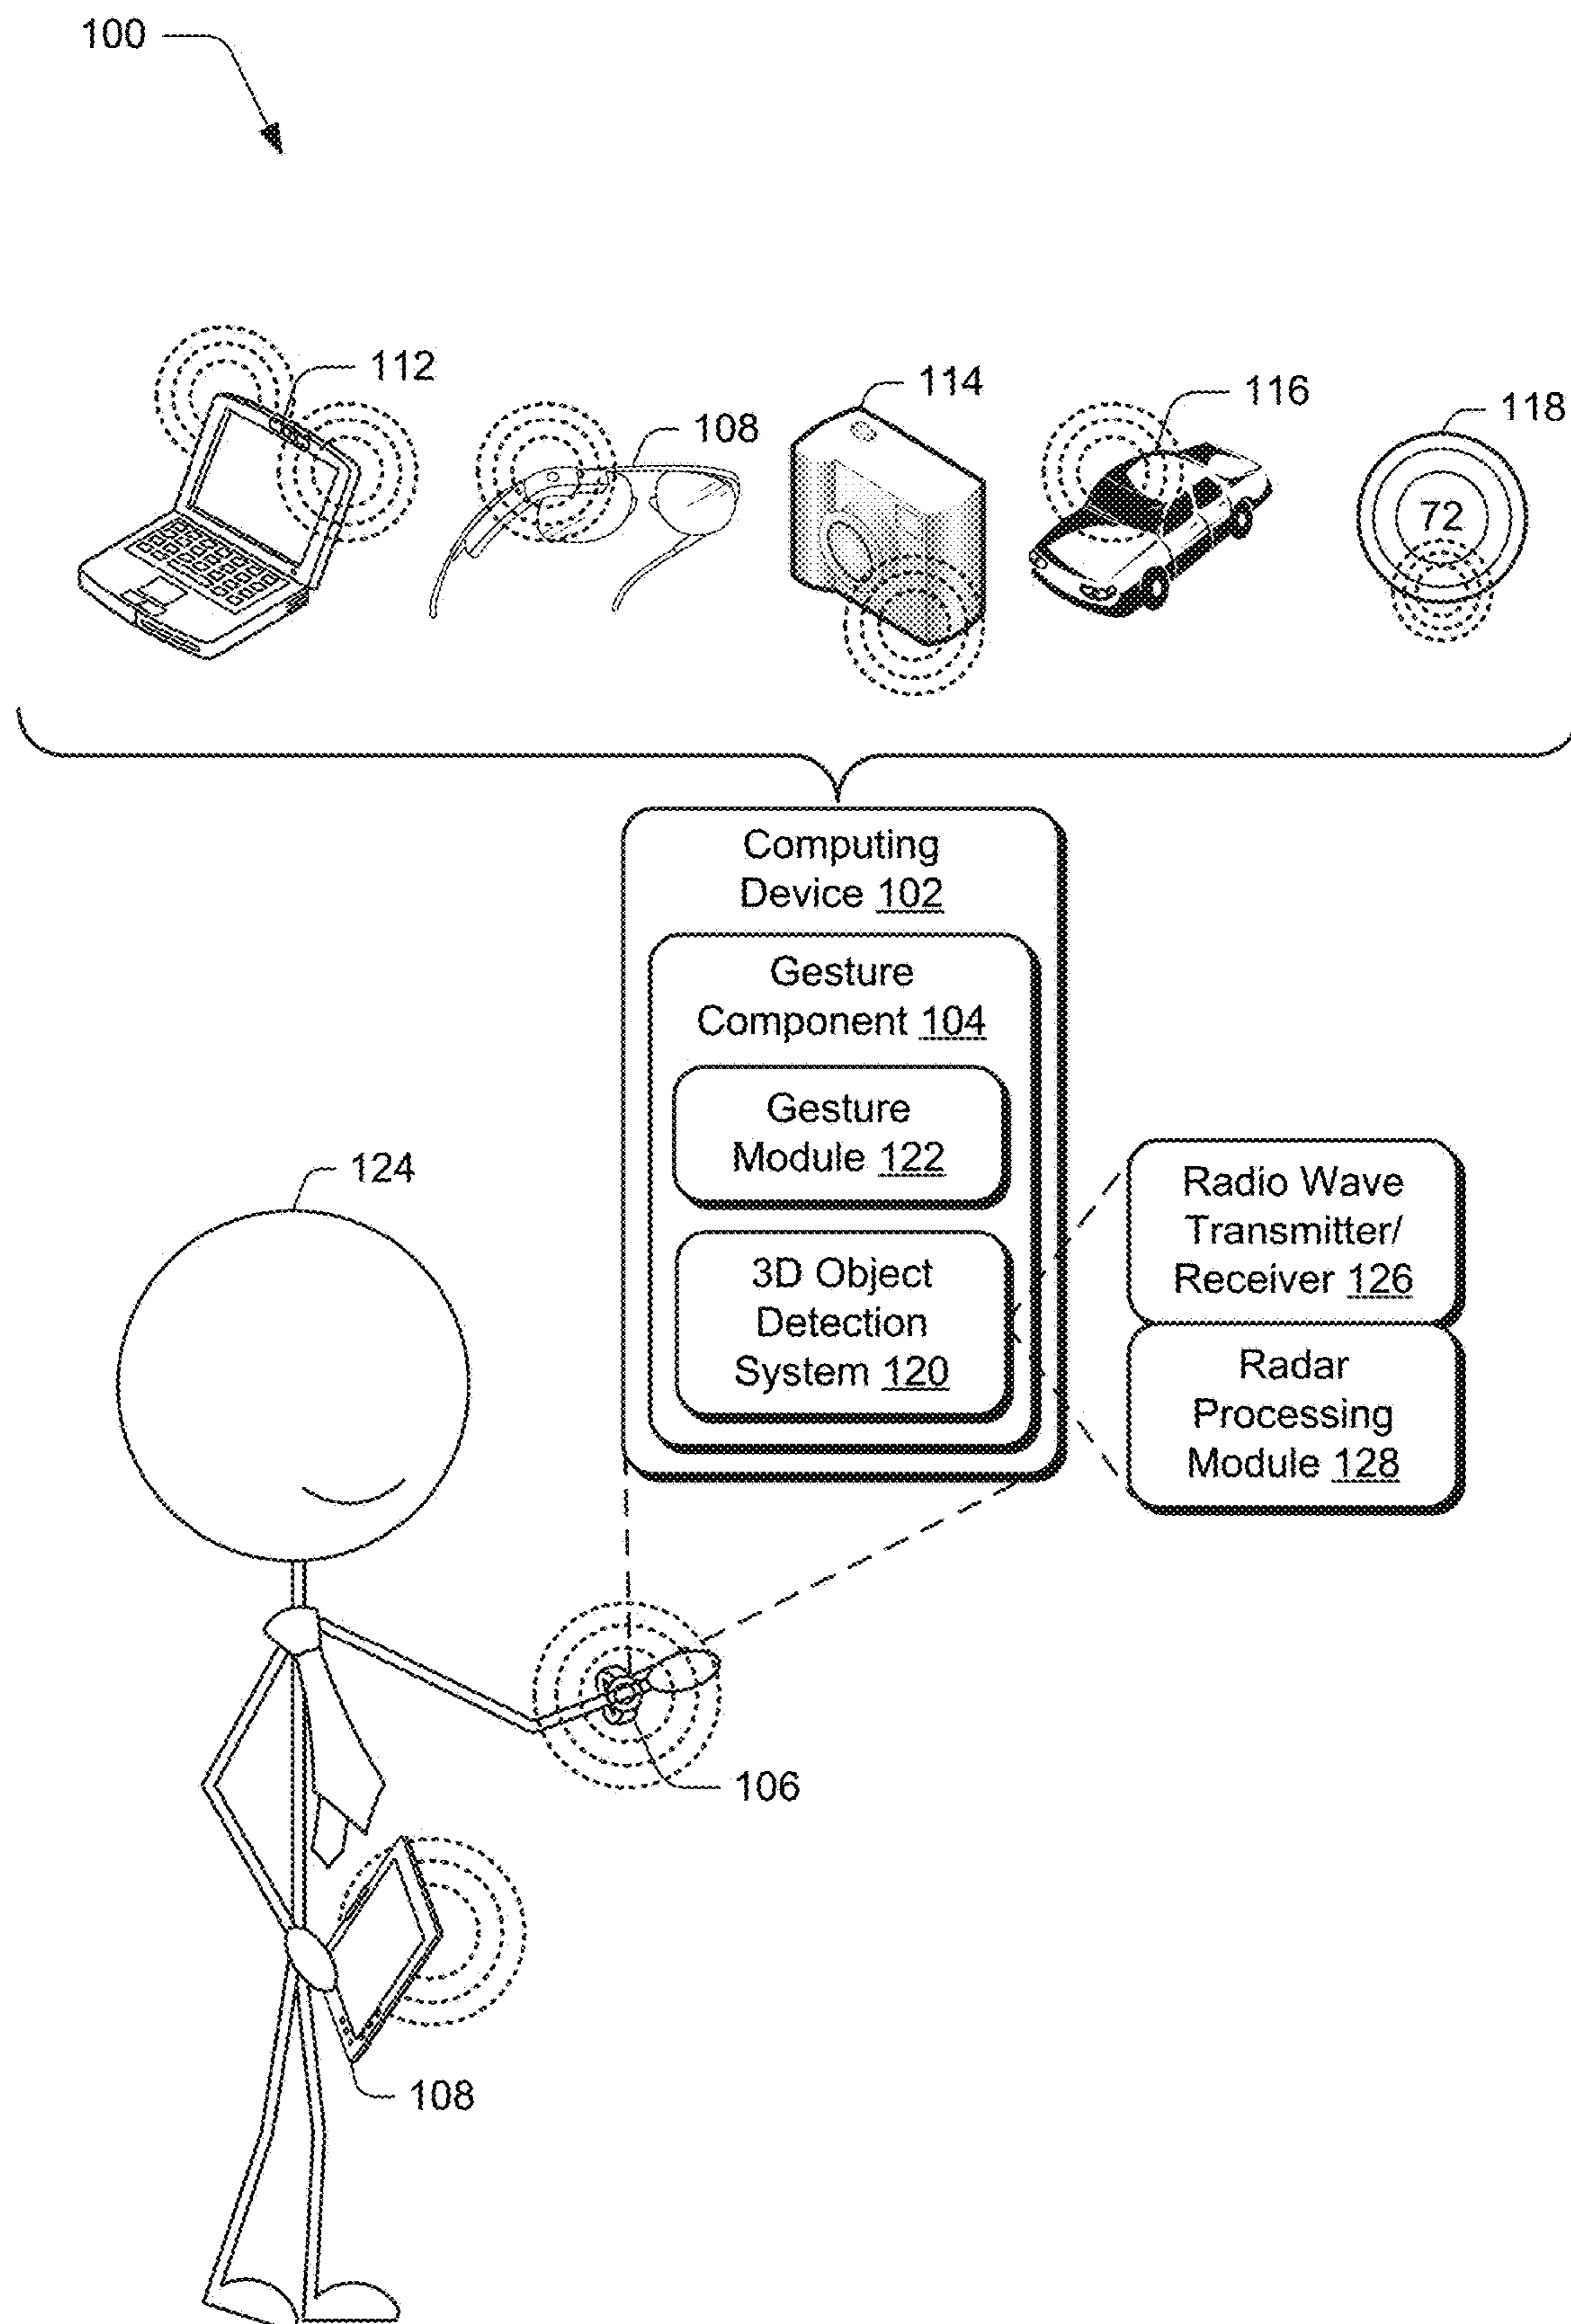 100
112
108
114
116
118
72
Computing
Device 102
Gesture
Component 104
Gesture
Module 122
3D Object
Detection
System 120
Radio Wave
Transmitter/
Receiver 126
Radar
Processing
Module 128
124
106
108